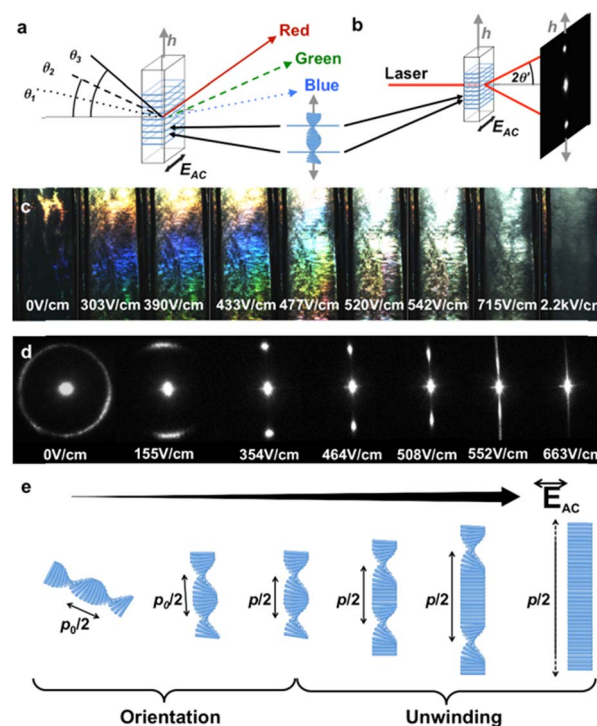 a
h
θ3
θ2
θ1
Red
Green
Blue
EAC
b
h
Laser
2θ'
EAC
c
0V/cm 303V/cm 390V/cm 433V/cm 477V/cm 520V/cm 542V/cm 715V/cm 2.2kV/cm
d
0V/cm 155V/cm 354V/cm 464V/cm 508V/cm 552V/cm 663V/cm
e
EAC
p0/2 p0/2 p/2 p/2 p/2 p/2
Orientation Unwinding